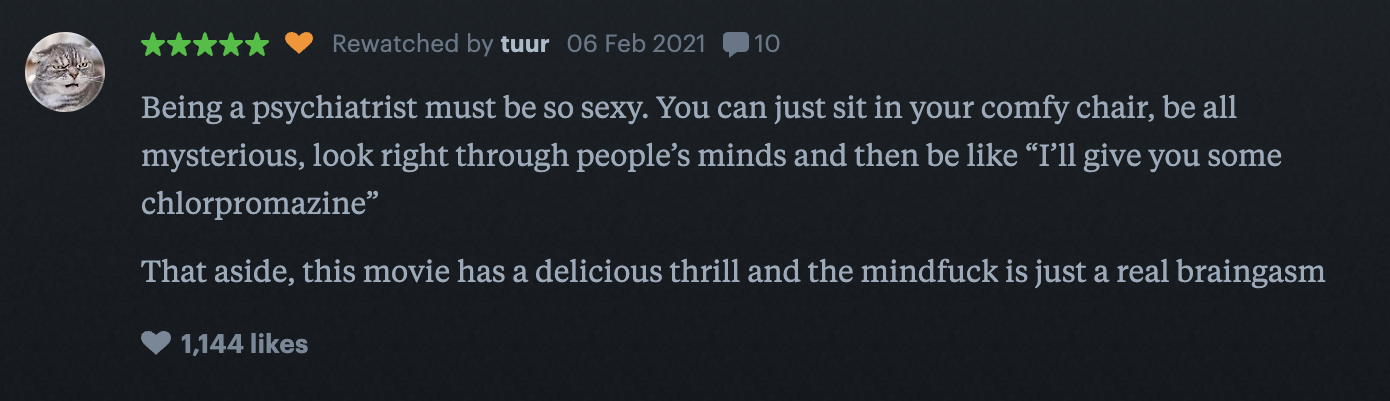 Rewatched by tuur 06 Feb 2021 10
Being a psychiatrist must be so sexy. You can just sit in your comfy chair, be all
mysterious, look right through people’s minds and then be like “I’ll give you some
chlorpromazine”
That aside, this movie has a delicious thrill and the mindfuck is just a real braingasm
1,144 likes